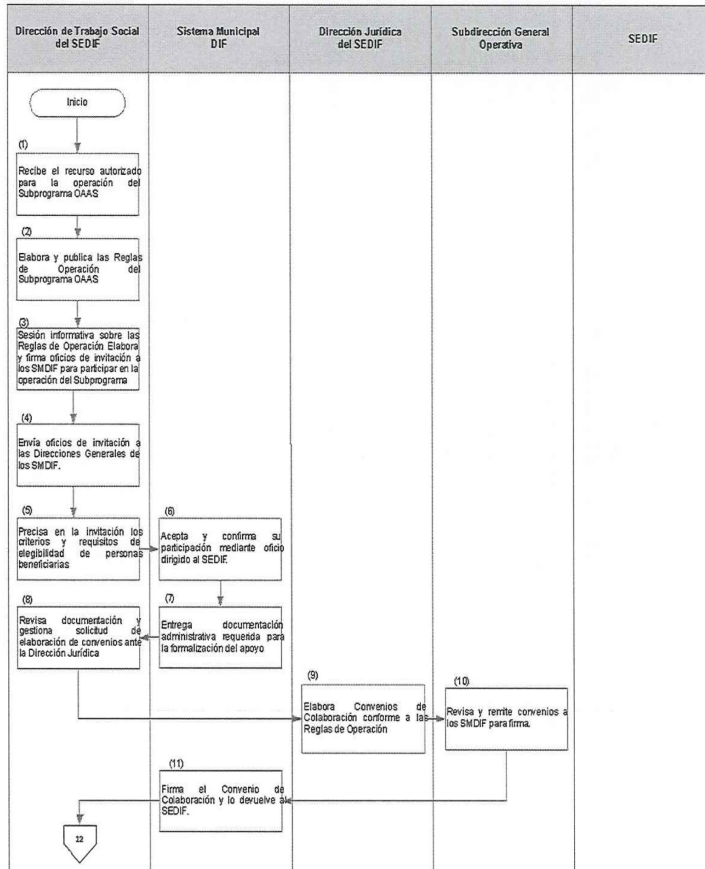 Dirección de Trabajo Social
del SEDIF
Sistema Municipal
DIF
Dirección Jurídica
del SEDIF
Subdirección General
Operativa
SEDIF
Inicio
(1)
Recibe el recurso autorizado
para la operación del
Subprograma OAAS
(2)
Elabora y publica las Reglas
de Operación del
Subprograma OAAS
(3)
Sesión informativa sobre las
Reglas de Operación Elabora
y firma oficios de invitación a
los SMDIF para participar en la
operación del Subprograma
(4)
Envía oficios de invitación a
las Direcciones Generales de
los SMDIF.
(5)
Precisa en la invitación los
criterios y requisitos de
elegibilidad de personas
beneficiarias
(6)
Acepta y confirma su
participación mediante oficio
dirigido al SEDIF.
(7)
Entrega documentación
administrativa requerida para
la formalización del apoyo
(8)
Revisa documentación y
gestiona solicitud de
elaboración de convenios ante
la Dirección Jurídica
(9)
Elabora Convenios de
Colaboración conforme a las
Reglas de Operación
(10)
Revisa y remite convenios a
los SMDIF para firma.
(11)
Firma el Convenio de
Colaboración y lo devuelve al
SEDIF.
12